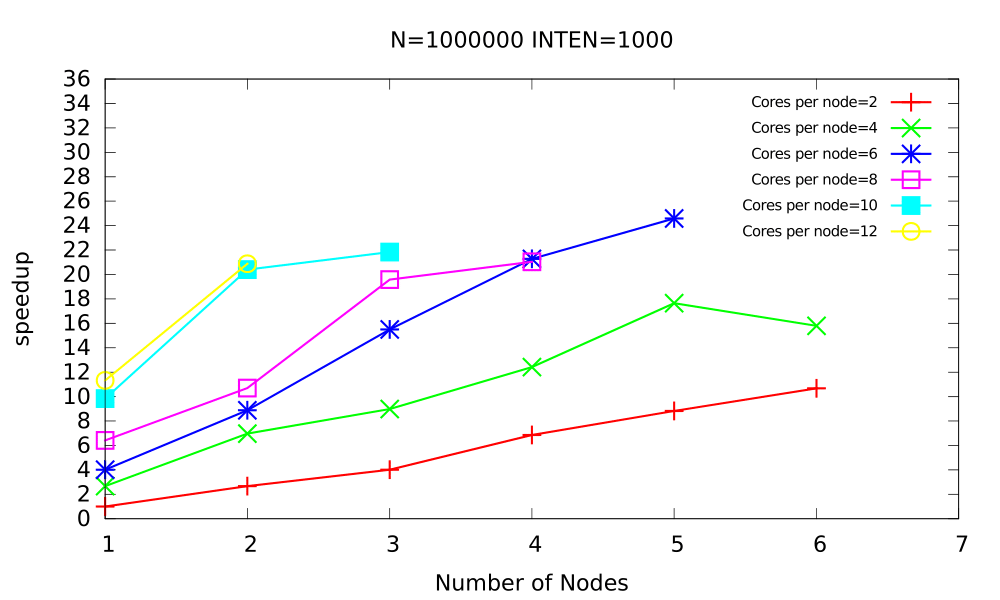 N=1000000 INTEN=1000
36
34
32
30
28
26
24
22
20
18
16
14
12
10
8
6
4
2
0
speedup
Cores per node=2
Cores per node=4
Cores per node=6
Cores per node=8
Cores per node=10
Cores per node=12
1 2 3 4 5 6 7
Number of Nodes